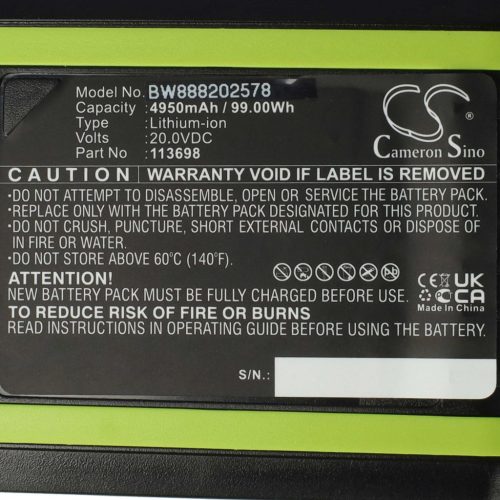 Model No.: BW888202578
Capacity : 4950mAh / 99.00Wh
Type : Lithium-ion
Volts : 20.0VDC
Part No : 113698
CS
Cameron Sino
CAUTION WARRANTY VOID IF LABEL IS REMOVED
•DO NOT ATTEMPT TO DISASSEMBLE, OPEN OR SERVICE THE BATTERY PACK.
•REPLACE ONLY WITH THE BATTERY PACK DESIGNATED FOR THIS PRODUCT.
•DO NOT CRUSH, PUNCTURE, SHORT EXTERNAL CONTACTS OR DISPOSE OF
IN FIRE OR WATER.
•DO NOT STORE ABOVE 60℃ (140℉).
ATTENTION!
NEW BATTERY PACK MUST BE FULLY CHARGED BEFORE USE.
TO REDUCE RISK OF FIRE OR BURNS
READ INSTRUCTIONS IN OPERATING GUIDE BEFORE USING THE BATTERY.
CE UK
CA
Made In China
S/N.: